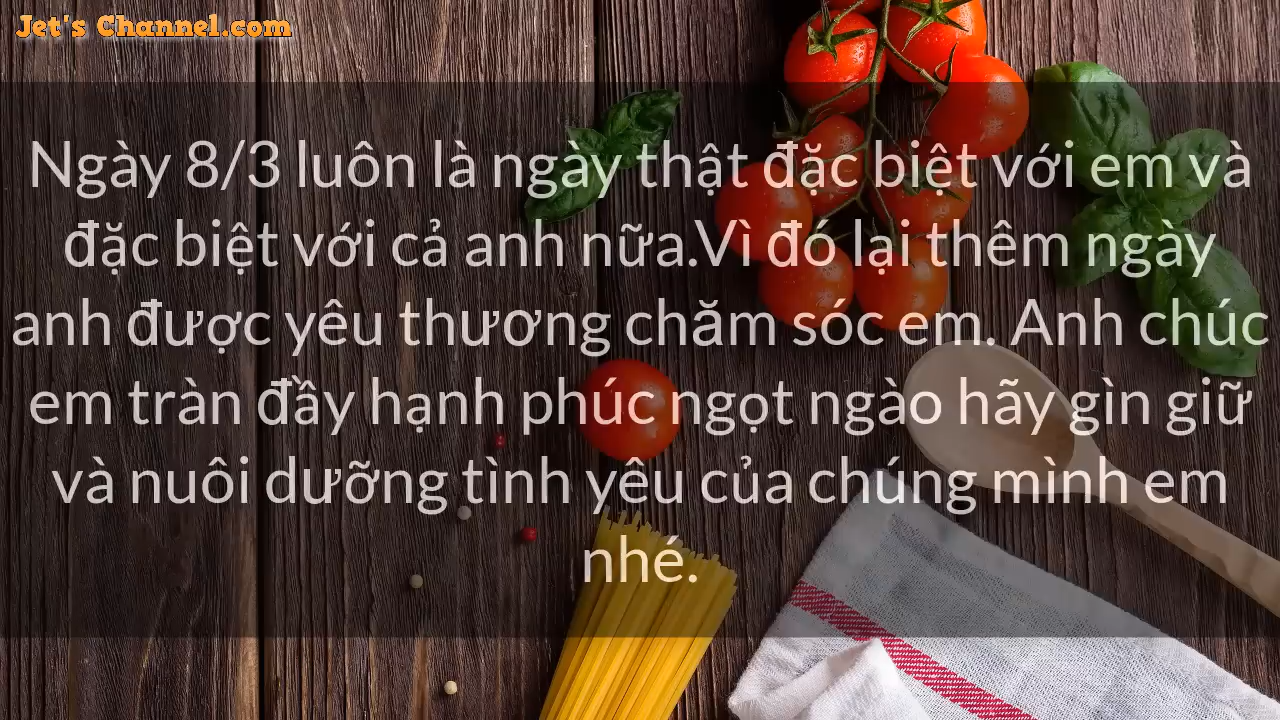 Jet's Channel.com
Ngày 8/3 luôn là ngày thật đặc biệt với em và
đặc biệt với cả anh nữa.Vì đó lại thêm ngày
anh được yêu thương chăm sóc em. Anh chúc
em tràn đầy hạnh phúc ngọt ngào hãy gìn giữ
và nuôi dưỡng tình yêu của chúng mình em
nhé.